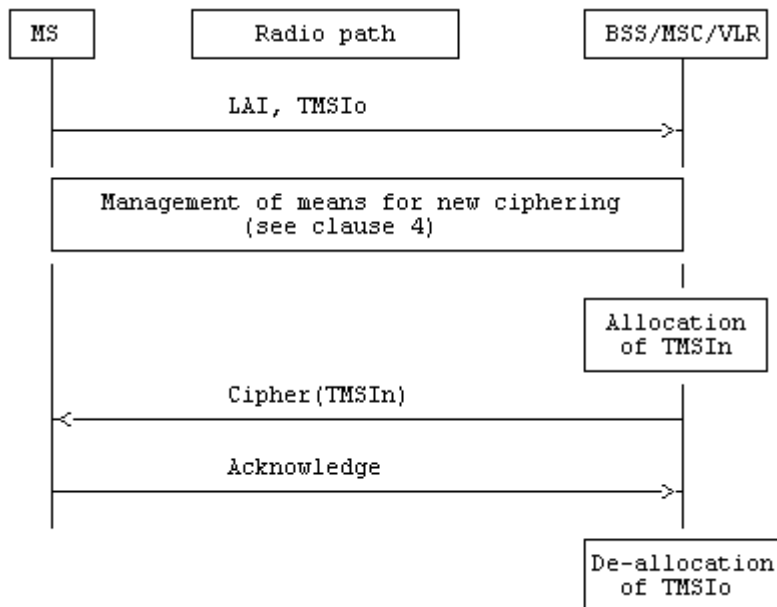 MS
Radio path
BSS/MSC/VLR
LAI, TMSIo
Management of means for new ciphering
(see clause 4)
Allocation
of TMSIn
Cipher(TMSIn)
Acknowledge
De-allocation
of TMSIo